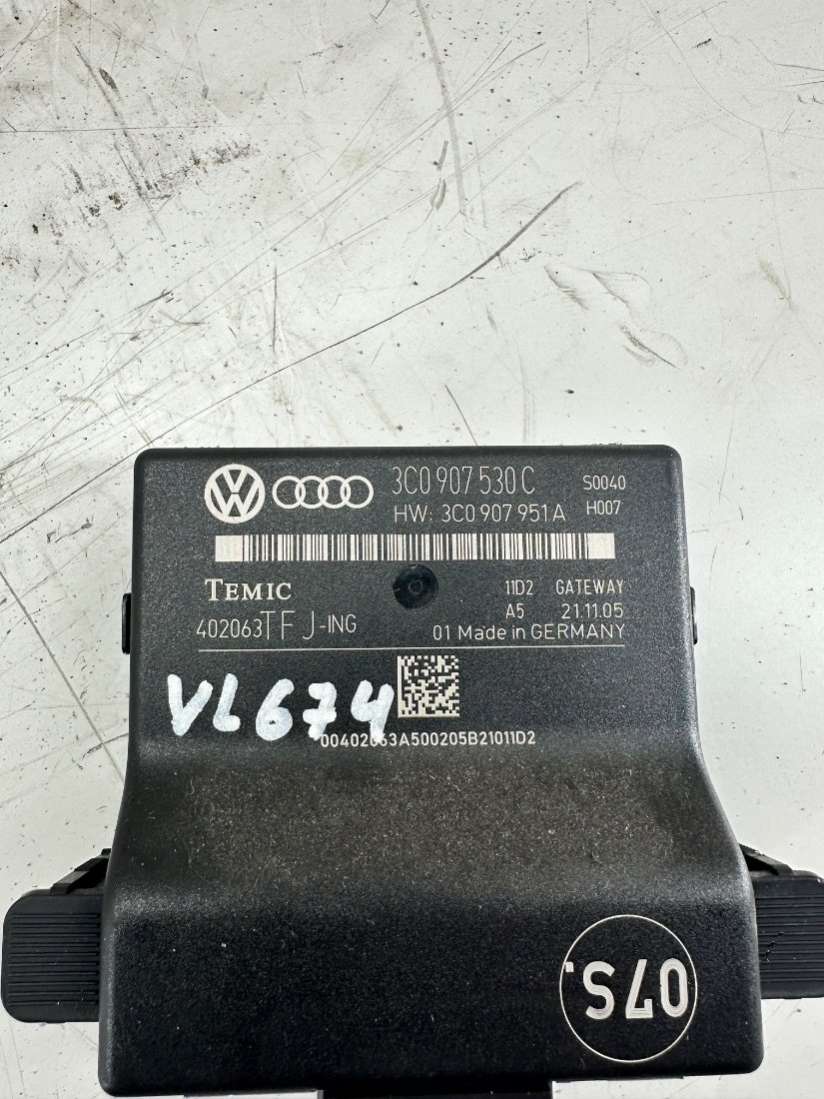 3C0 907 530 C S0040
HW: 3C0 907 951 A H007
TEMIC 11D2 GATEWAY
A5 21.11.05
402063TFJ-ING 01 Made in GERMANY
VL674
00402063A500205B21011D2
07S.